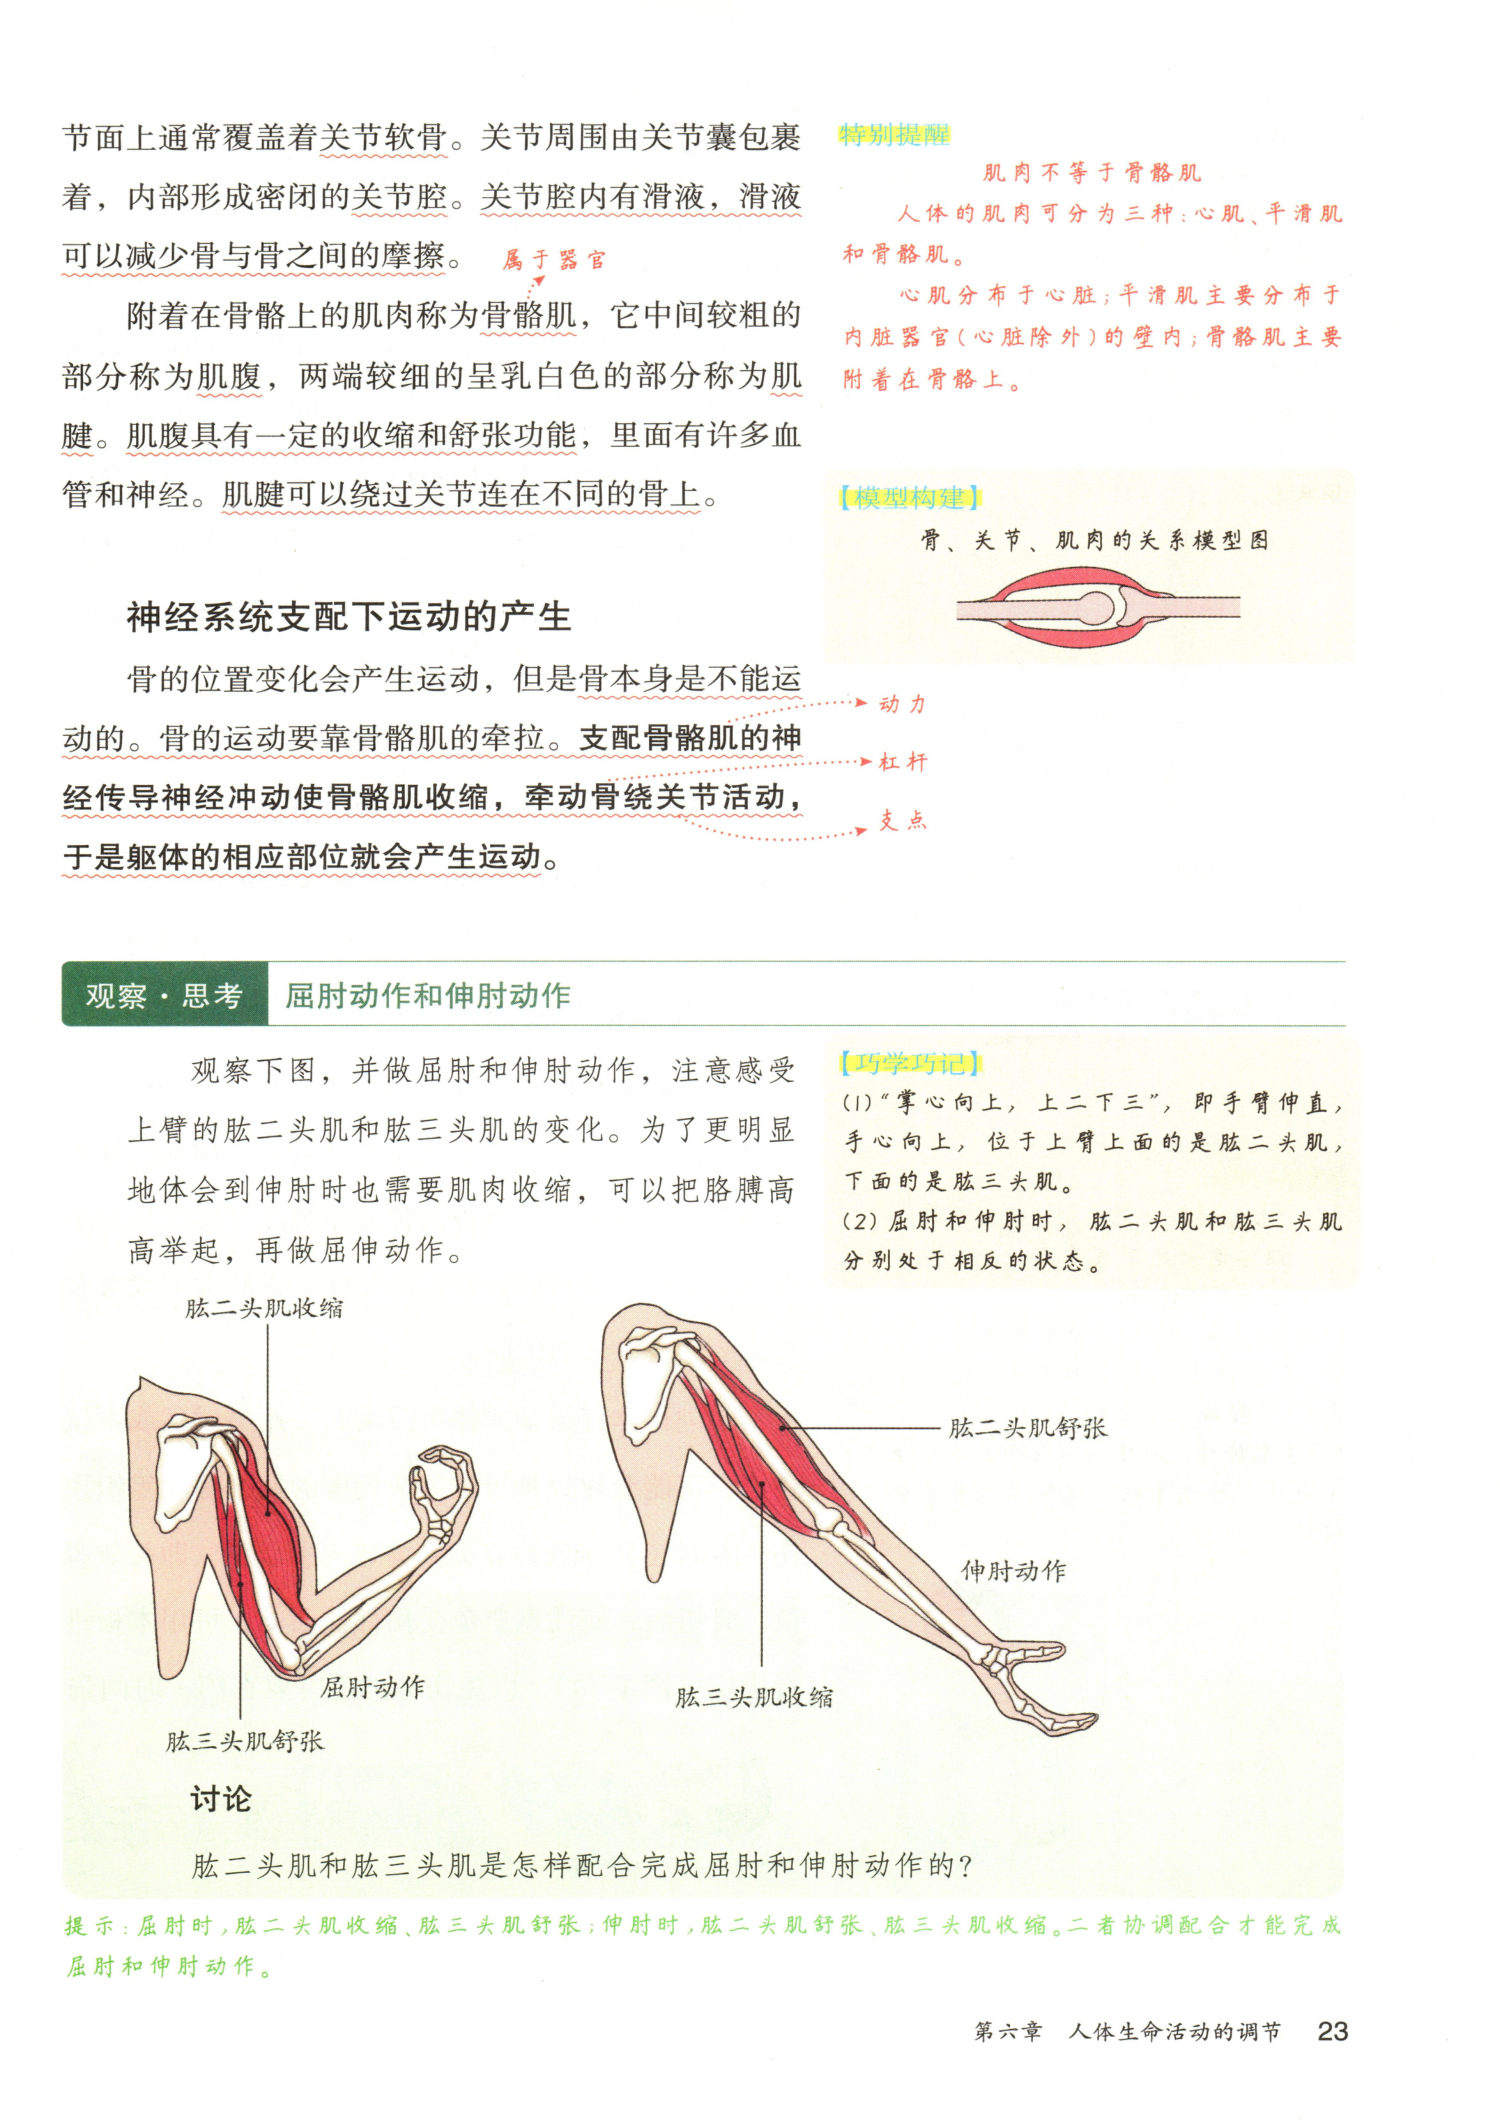 节面上通常覆盖着关节软骨。关节周围由关节囊包裹
着，内部形成密闭的关节腔。关节腔内有滑液，滑液
可以减少骨与骨之间的摩擦。
属于器官
附着在骨骼上的肌肉称为骨骼肌，它中间较粗的
部分称为肌腹，两端较细的呈乳白色的部分称为肌
腱。肌腹具有一定的收缩和舒张功能，里面有许多血
管和神经。肌腱可以绕过关节连在不同的骨上。
特别提醒
肌肉不等于骨骼肌
人体的肌肉可分为三种：心肌、平滑肌
和骨骼肌。
心肌分布于心脏；平滑肌主要分布于
内脏器官（心脏除外）的壁内；骨骼肌主要
附着在骨骼上。
【模型构建】
骨、关节、肌肉的关系模型图
神经系统支配下运动的产生
骨的位置变化会产生运动，但是骨本身是不能运
动的。骨的运动要靠骨骼肌的牵拉。支配骨骼肌的神
经传导神经冲动使骨骼肌收缩，牵动骨绕关节活动，
于是躯体的相应部位就会产生运动。
动力
杠杆
支点
观察·思考 屈肘动作和伸肘动作
观察下图，并做屈肘和伸肘动作，注意感受
上臂的肱二头肌和肱三头肌的变化。为了更明显
地体会到伸肘时也需要肌肉收缩，可以把胳膊高
高举起，再做屈伸动作。
【巧学巧记】
(1)“掌心向上，上二下三”，即手臂伸直，
手心向上，位于上臂上面的是肱二头肌，
下面的是肱三头肌。
(2)屈肘和伸肘时，肱二头肌和肱三头肌
分别处于相反的状态。
肱二头肌收缩
肱二头肌舒张
伸肘动作
屈肘动作
肱三头肌收缩
肱三头肌舒张
讨论
肱二头肌和肱三头肌是怎样配合完成屈肘和伸肘动作的？
提示：屈肘时，肱二头肌收缩、肱三头肌舒张；伸肘时，肱二头肌舒张、肱三头肌收缩。二者协调配合才能完成
屈肘和伸肘动作。
第六章 人体生命活动的调节 23